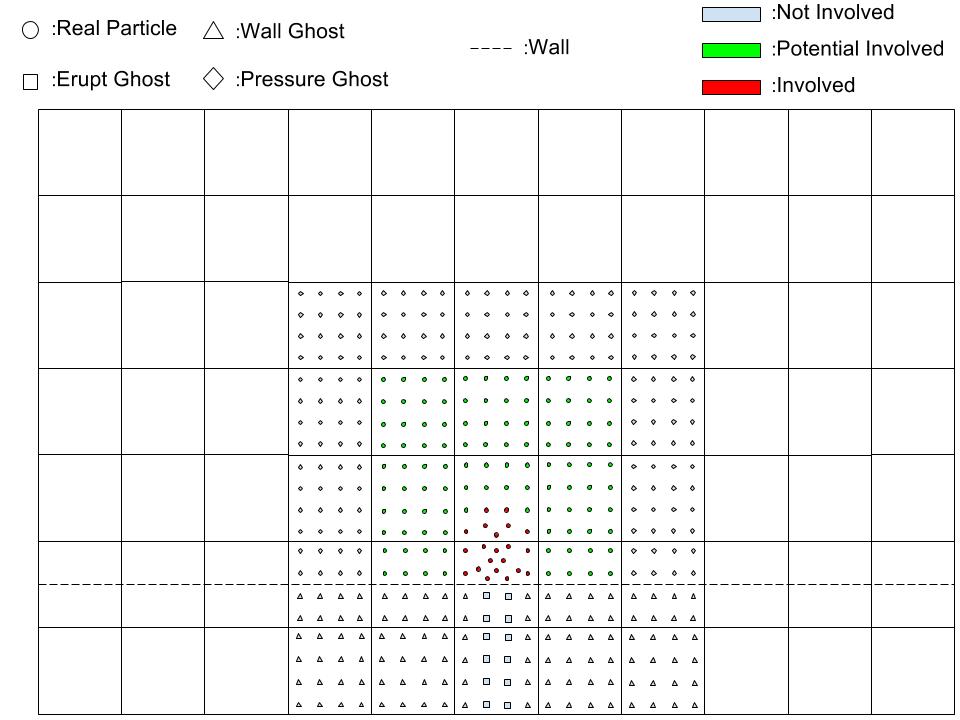 :Real Particle
:Wall Ghost
:Wall
:Not Involved
:Potential Involved
:Erupt Ghost
:Pressure Ghost
:Involved